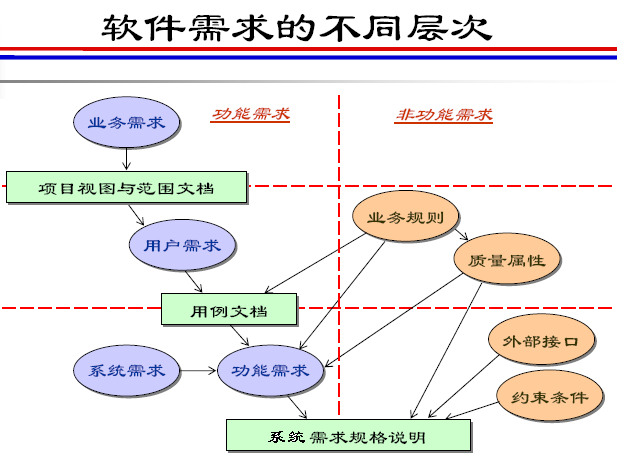 软件需求的不同层次
功能需求
非功能需求
业务需求
项目视图与范围文档
业务规则
用户需求
质量属性
用例文档
外部接口
系统需求
功能需求
约束条件
系统 需求规格说明